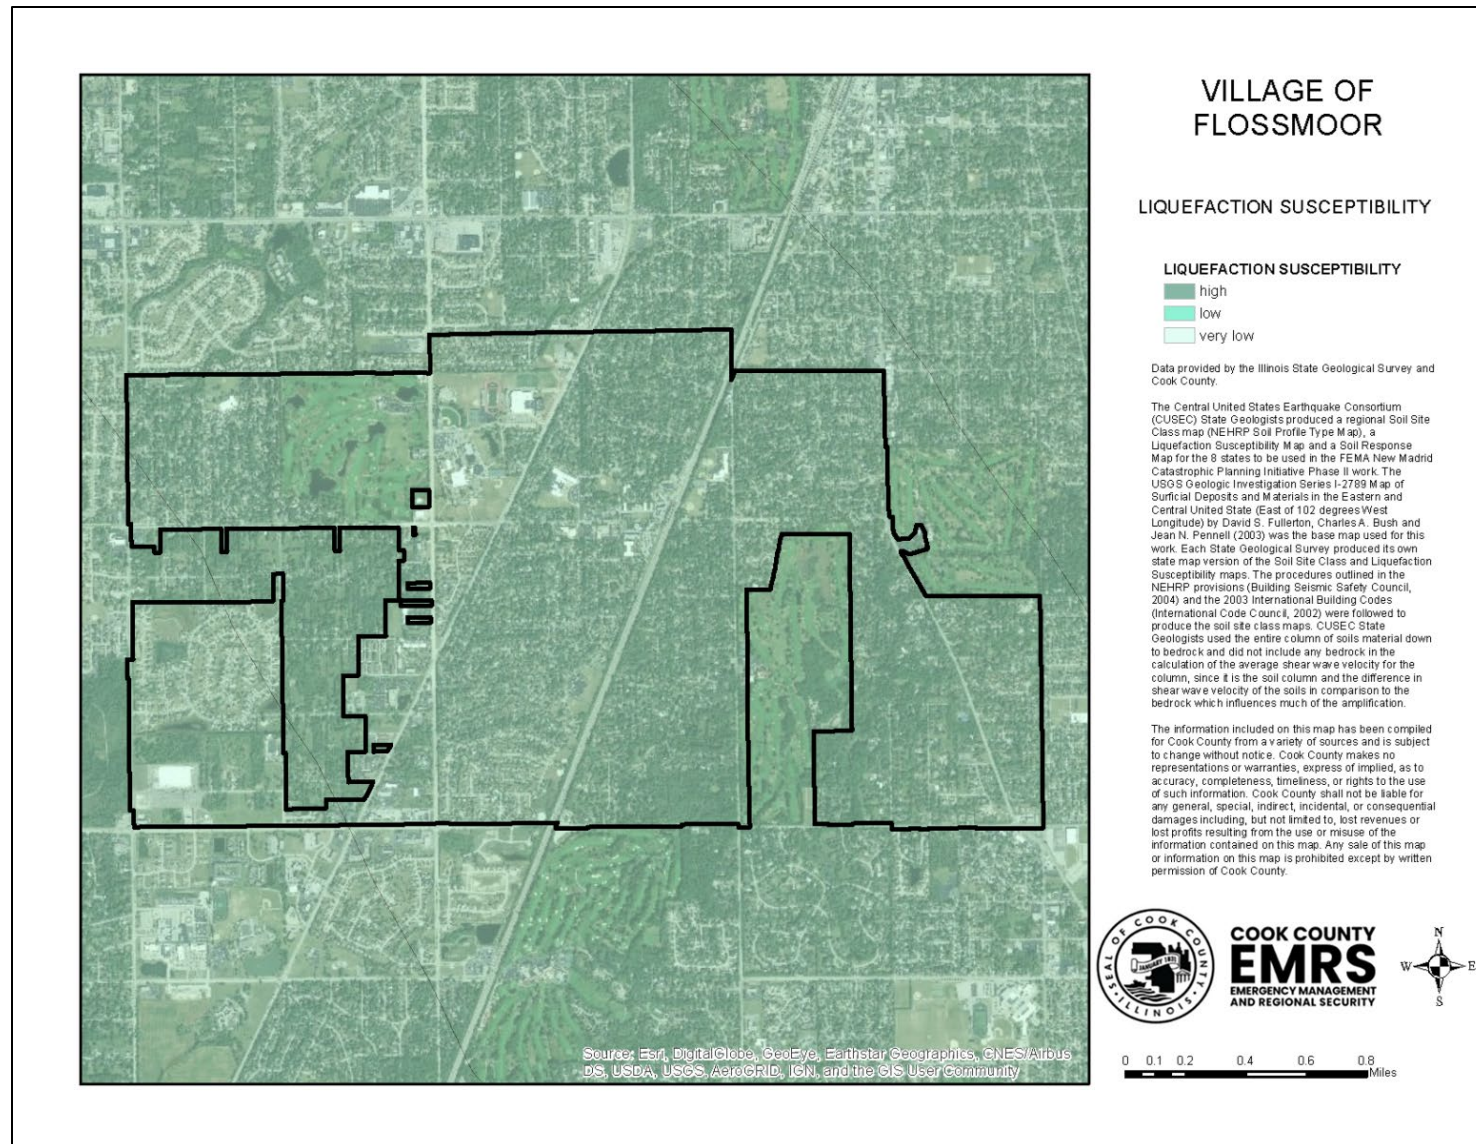 VILLAGE OF
FLOSSMOOR
LIQUEFACTION SUSCEPTIBILITY
LIQUEFACTION SUSCEPTIBILITY
high
low
very low
Data provided by the Illinois State Geological Survey and
Cook County.
The Central United States Earthquake Consortium
(CUSEC) State Geologists produced a regional Soil Site
Class map (NEHRP Soil Profile Type Map), a
Liquefaction Susceptibility Map and a Soil Response
Map for the 8 states to be used in the FEMA New Madrid
Catastrophic Planning Initiative Phase II work. The
USGS Geologic Investigation Series I-2789 Map of
Surficial Deposits and Materials in the Eastern and
Central United State (East of 102 degrees West
Longitude) by David S. Fullerton, Charles A. Bush and
Jean N. Pennell (2003) was the base map used for this
work. Each State Geological Survey produced its own
state map version of the Soil Site Class and Liquefaction
Susceptibility maps. The procedures outlined in the
NEHRP provisions (Building Seismic Safety Council,
2004) and the 2003 International Building Codes
(International Code Council, 2002) were followed to
produce the soil site class maps. CUSEC State
Geologists used the entire column of soils material down
to bedrock and did not include any bedrock in the
calculation of the average shear wave velocity for the
column, since it is the soil column and the difference in
shear wave velocity of the soils in comparison to the
bedrock which influences much of the amplification.
The information included on this map has been compiled
for Cook County from a variety of sources and is subject
to change without notice. Cook County makes no
representations or warranties, express of implied, as to
accuracy, completeness, timeliness, or rights to the use
of such information. Cook County shall not be liable for
any general, special, indirect, incidental, or consequential
damages including, but not limited to, lost revenues or
lost profits resulting from the use or misuse of the
information contained on this map. Any sale of this map
or information on this map is prohibited except by written
permission of Cook County.
SEAL OF COOK COUNTY
JANUARY 1831
ILLINOIS
COOK COUNTY
EMRS
EMERGENCY MANAGEMENT
AND REGIONAL SECURITY
N
W E
S
0 0.1 0.2 0.4 0.6 0.8
Miles
Source: Esri, DigitalGlobe, GeoEye, Earthstar Geographics, CNES/Airbus
DS, USDA, USGS, AeroGRID, IGN, and the GIS User Community